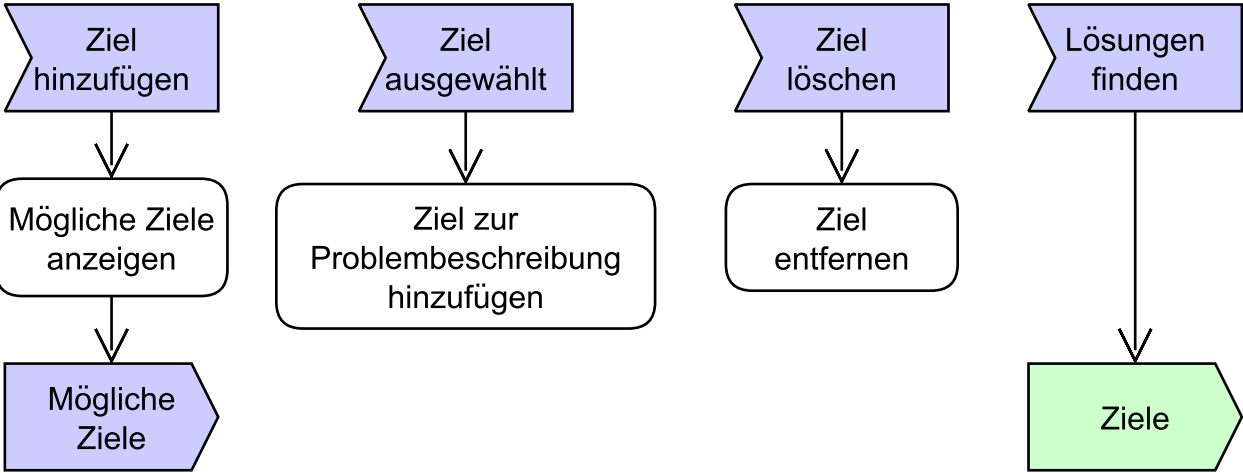 Ziel
hinzufügen
Ziel
ausgewählt
Ziel
löschen
Lösungen
finden
Mögliche Ziele
anzeigen
Ziel zur
Problembeschreibung
hinzufügen
Ziel
entfernen
Mögliche
Ziele
Ziele